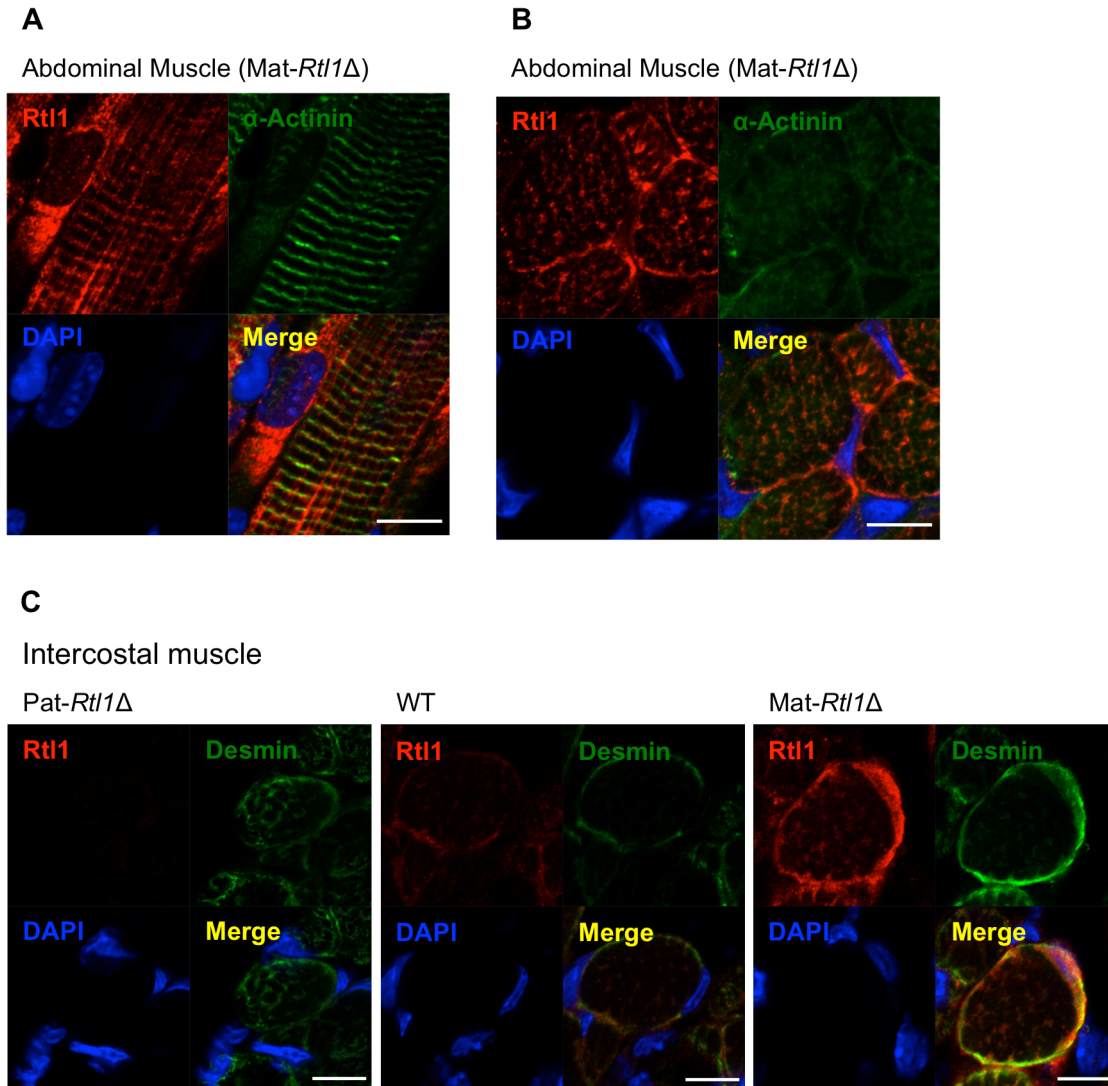 A
Abdominal Muscle (Mat-Rtl1Δ)
Rtl1
α-Actinin
DAPI
Merge
B
Abdominal Muscle (Mat-Rtl1Δ)
Rtl1
α-Actinin
DAPI
Merge
C
Intercostal muscle
Pat-Rtl1Δ
Rtl1
Desmin
DAPI
Merge
WT
Rtl1
Desmin
DAPI
Merge
Mat-Rtl1Δ
Rtl1
Desmin
DAPI
Merge